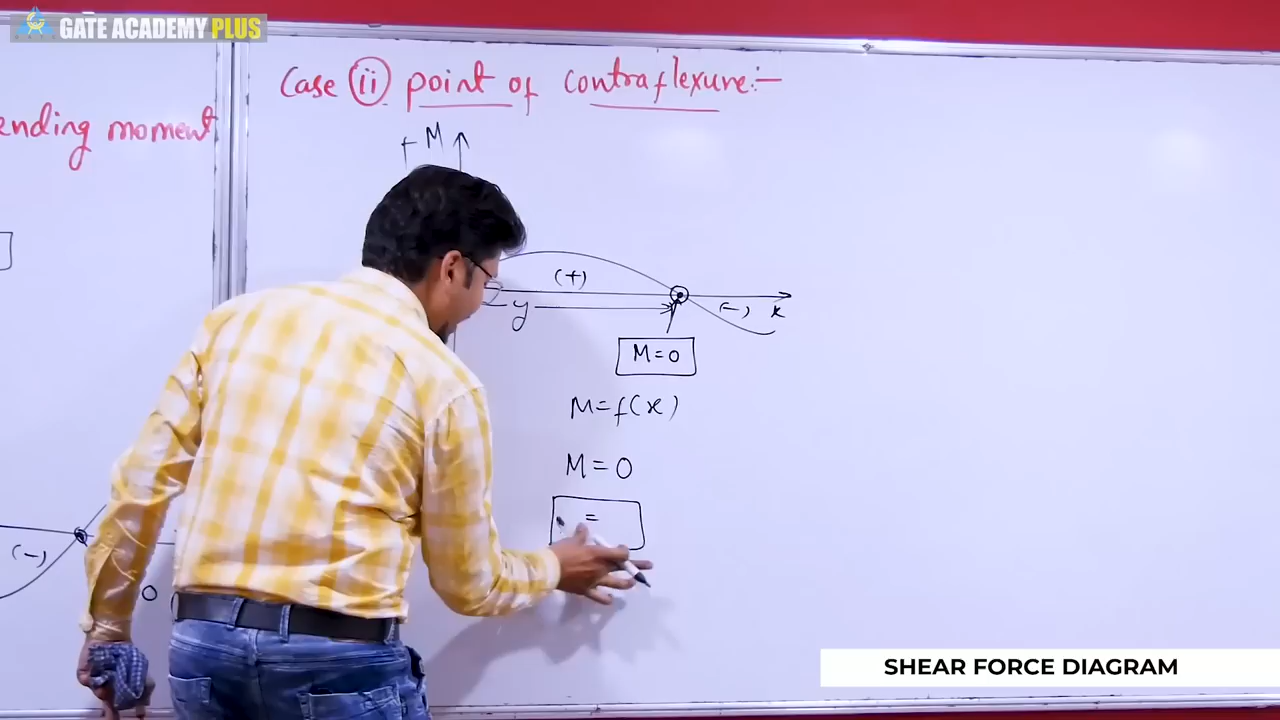 GATE ACADEMY PLUS
ending moment
(-)
0
Case (ii) point of contraflexure:-
+ M
(+)
y
(-) x
M=0
M=f(x)
M=0
=
SHEAR FORCE DIAGRAM